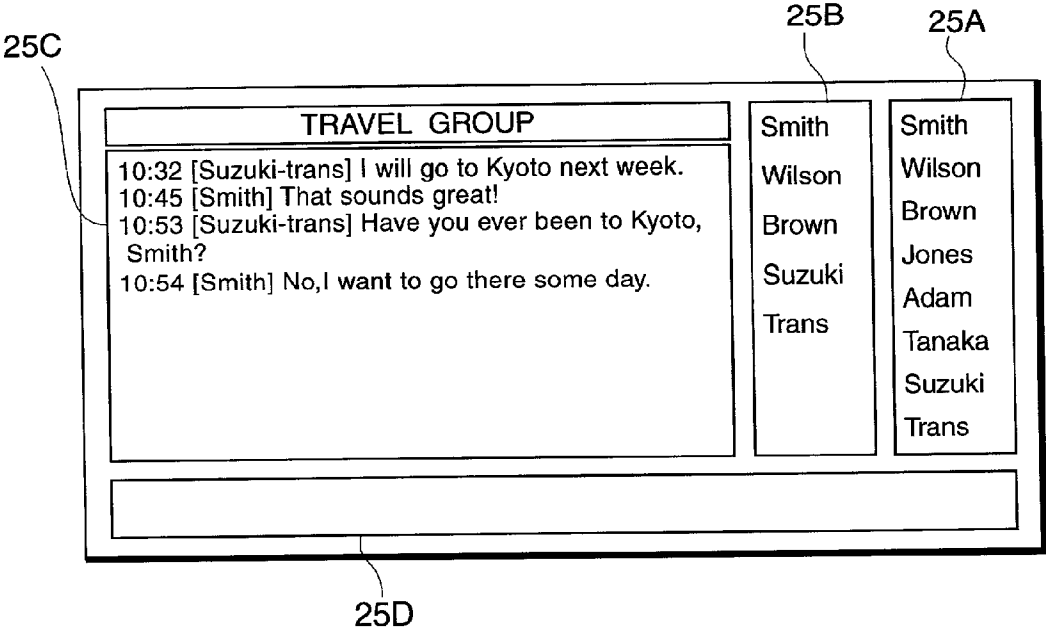 25C
25B
25A
TRAVEL GROUP
10:32 [Suzuki-trans] I will go to Kyoto next week.
10:45 [Smith] That sounds great!
10:53 [Suzuki-trans] Have you ever been to Kyoto,
Smith?
10:54 [Smith] No,I want to go there some day.
Smith
Wilson
Brown
Suzuki
Trans
Smith
Wilson
Brown
Jones
Adam
Tanaka
Suzuki
Trans
25D